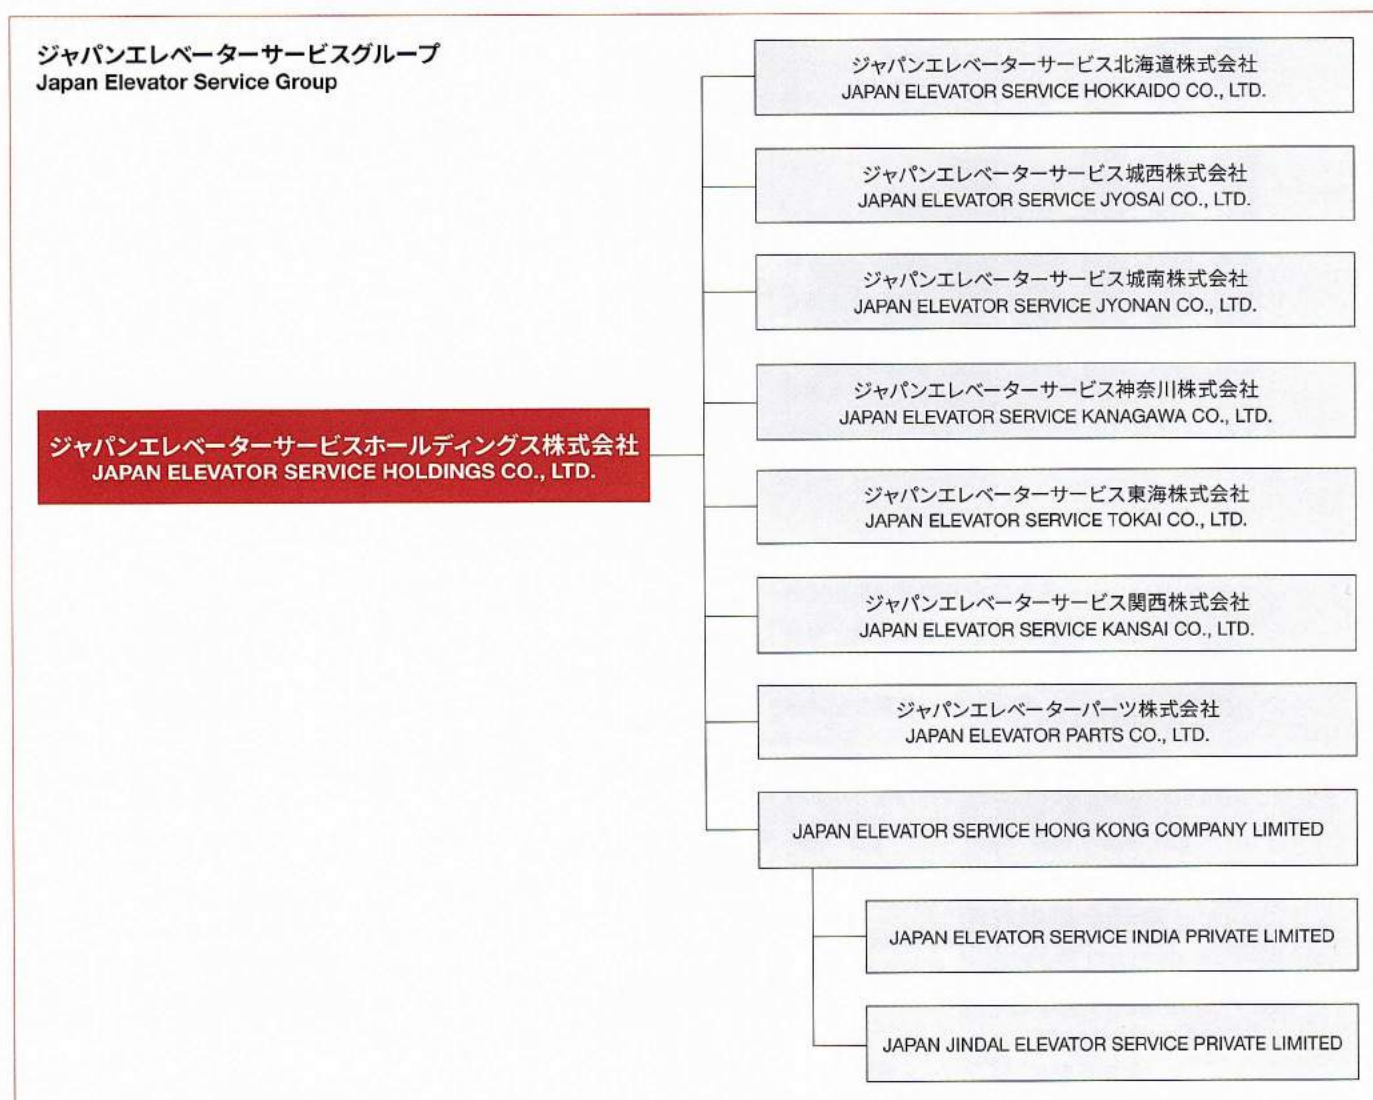 ジャパンエレベーターサービスグループ
Japan Elevator Service Group
ジャパンエレベーターサービスホールディングス株式会社
JAPAN ELEVATOR SERVICE HOLDINGS CO., LTD.
ジャパンエレベーターサービス北海道株式会社
JAPAN ELEVATOR SERVICE HOKKAIDO CO., LTD.
ジャパンエレベーターサービス城西株式会社
JAPAN ELEVATOR SERVICE JYOSAI CO., LTD.
ジャパンエレベーターサービス城南株式会社
JAPAN ELEVATOR SERVICE JYONAN CO., LTD.
ジャパンエレベーターサービス神奈川株式会社
JAPAN ELEVATOR SERVICE KANAGAWA CO., LTD.
ジャパンエレベーターサービス東海株式会社
JAPAN ELEVATOR SERVICE TOKAI CO., LTD.
ジャパンエレベーターサービス関西株式会社
JAPAN ELEVATOR SERVICE KANSAI CO., LTD.
ジャパンエレベーターパーツ株式会社
JAPAN ELEVATOR PARTS CO., LTD.
JAPAN ELEVATOR SERVICE HONG KONG COMPANY LIMITED
JAPAN ELEVATOR SERVICE INDIA PRIVATE LIMITED
JAPAN JINDAL ELEVATOR SERVICE PRIVATE LIMITED